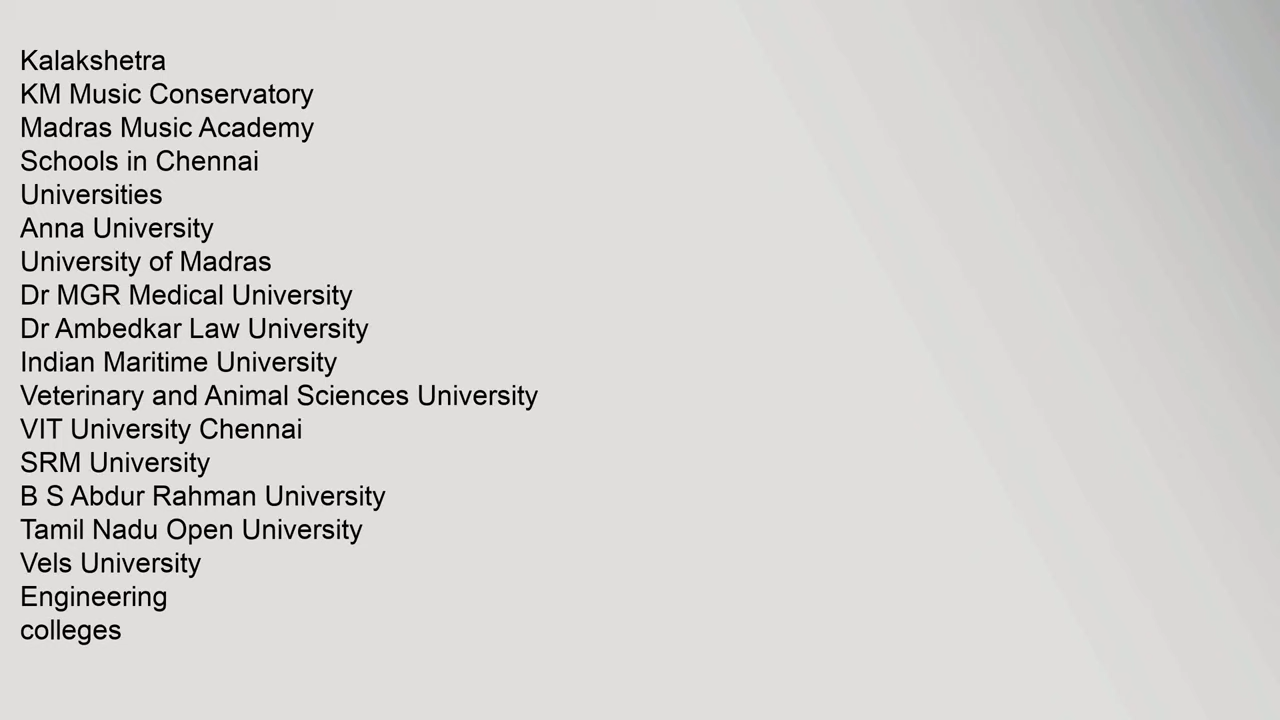 Kalakshetra
KM Music Conservatory
Madras Music Academy
Schools in Chennai
Universities
Anna University
University of Madras
Dr MGR Medical University
Dr Ambedkar Law University
Indian Maritime University
Veterinary and Animal Sciences University
VIT University Chennai
SRM University
B S Abdur Rahman University
Tamil Nadu Open University
Vels University
Engineering
colleges